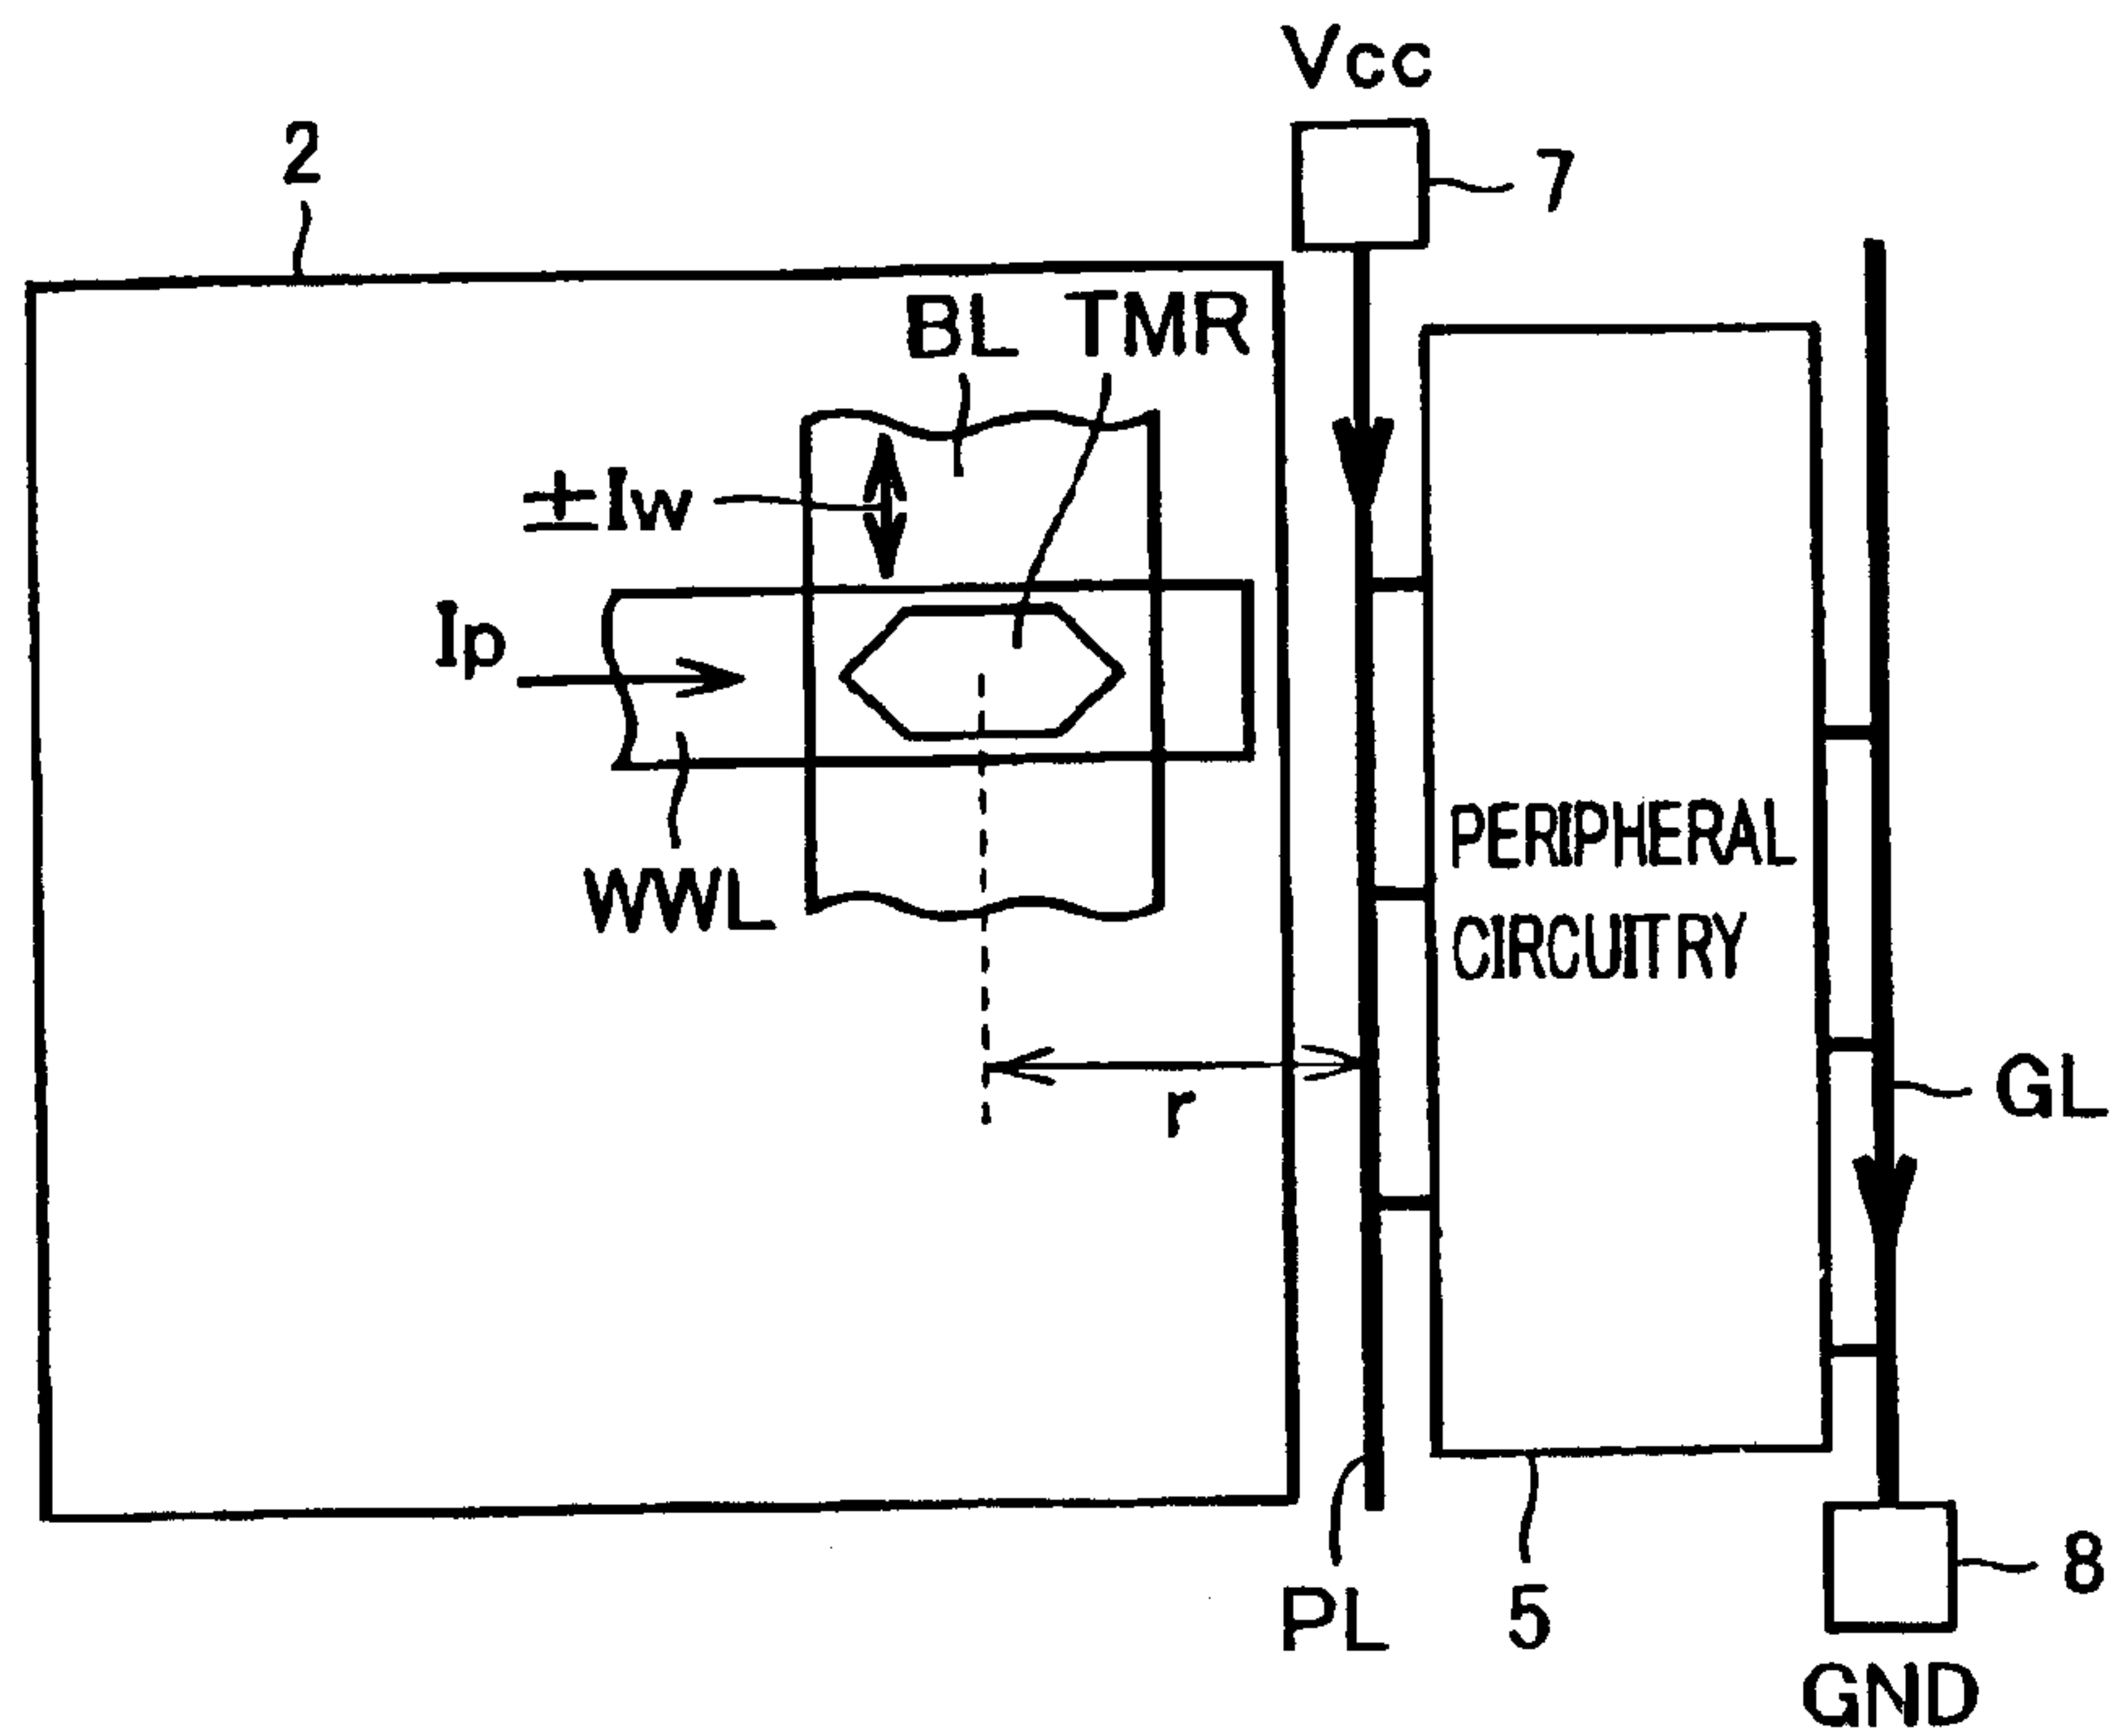 Vcc
2
7
BL TMR
±Iw
Ip
WWL
PERIPHERAL
CIRCUITRY
r
GL
PL
5
8
GND